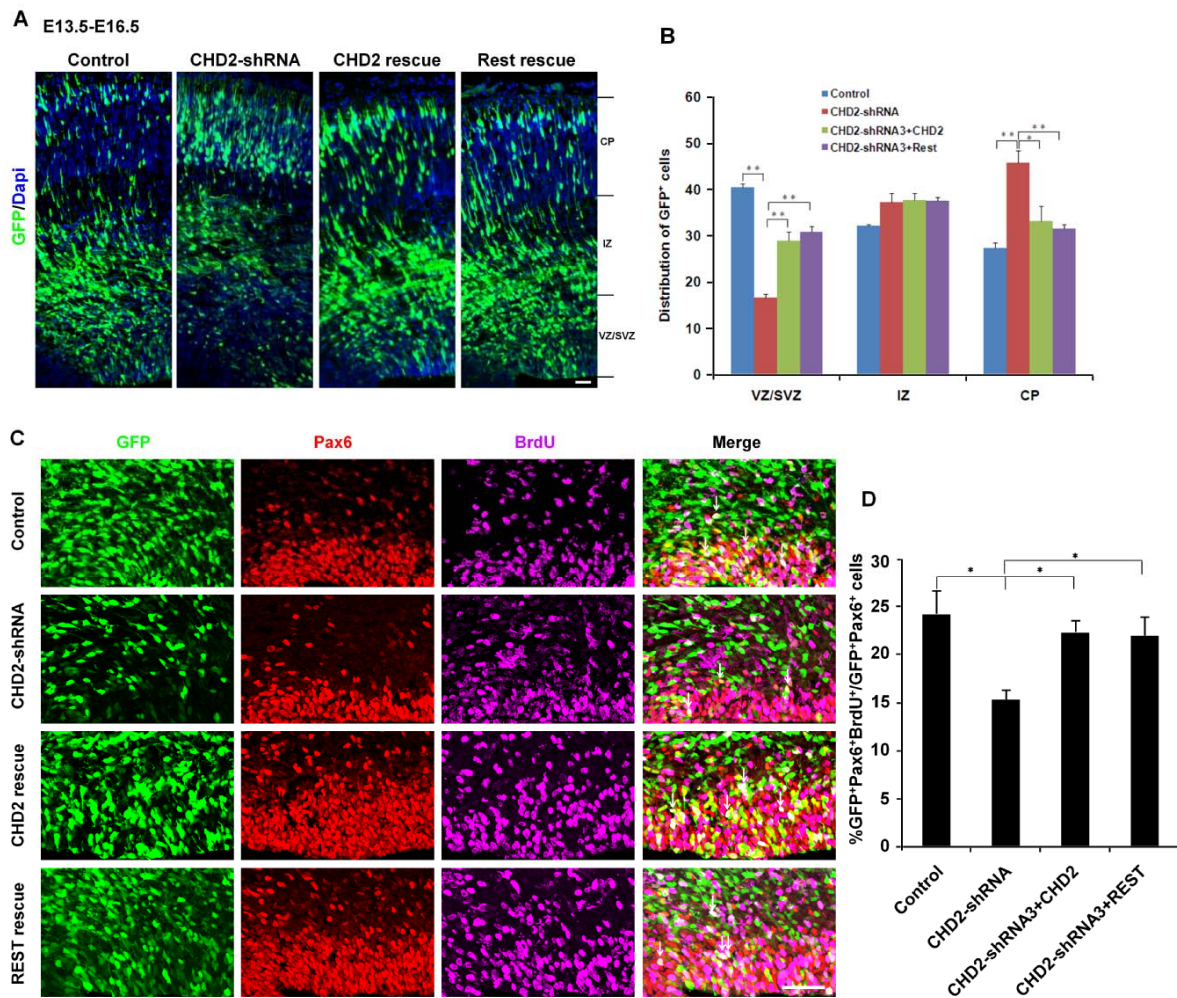 A
E13.5-E16.5
Control
CHD2-shRNA
CHD2 rescue
Rest rescue
GFP/Dapi
CP
IZ
VZ/SVZ
B
Control
CHD2-shRNA
CHD2-shRNA3+CHD2
CHD2-shRNA3+Rest
Distribution of GFP+ cells
60
50
40
30
20
10
0
**
**
**
**
*
**
VZ/SVZ
IZ
CP
C
GFP
Pax6
BrdU
Merge
Control
CHD2-shRNA
CHD2 rescue
REST rescue
D
%GFP+Pax6+BrdU+/GFP+Pax6+ cells
30
25
20
15
10
5
0
*
*
*
Control
CHD2-shRNA
CHD2-shRNA3+CHD2
CHD2-shRNA3+REST